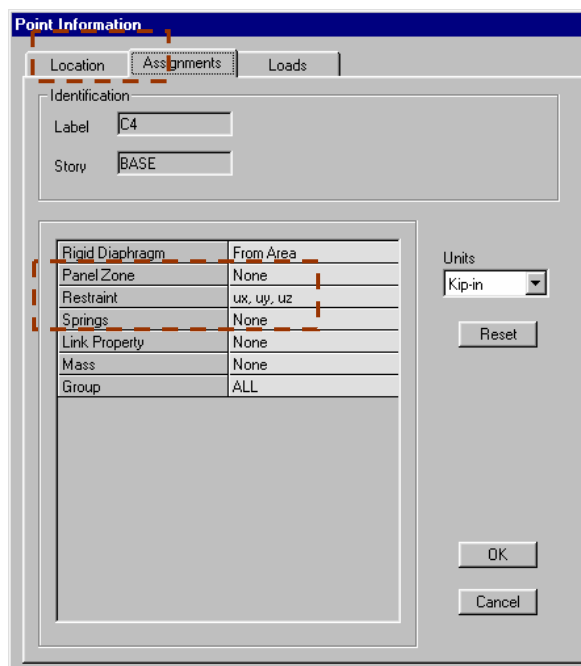 Point Information
Location Assignments Loads
Identification
Label C4
Story BASE
Rigid Diaphragm From Area
Panel Zone None
Restraint ux, uy, uz
Springs None
Link Property None
Mass None
Group ALL
Units
Kip-in
Reset
OK
Cancel